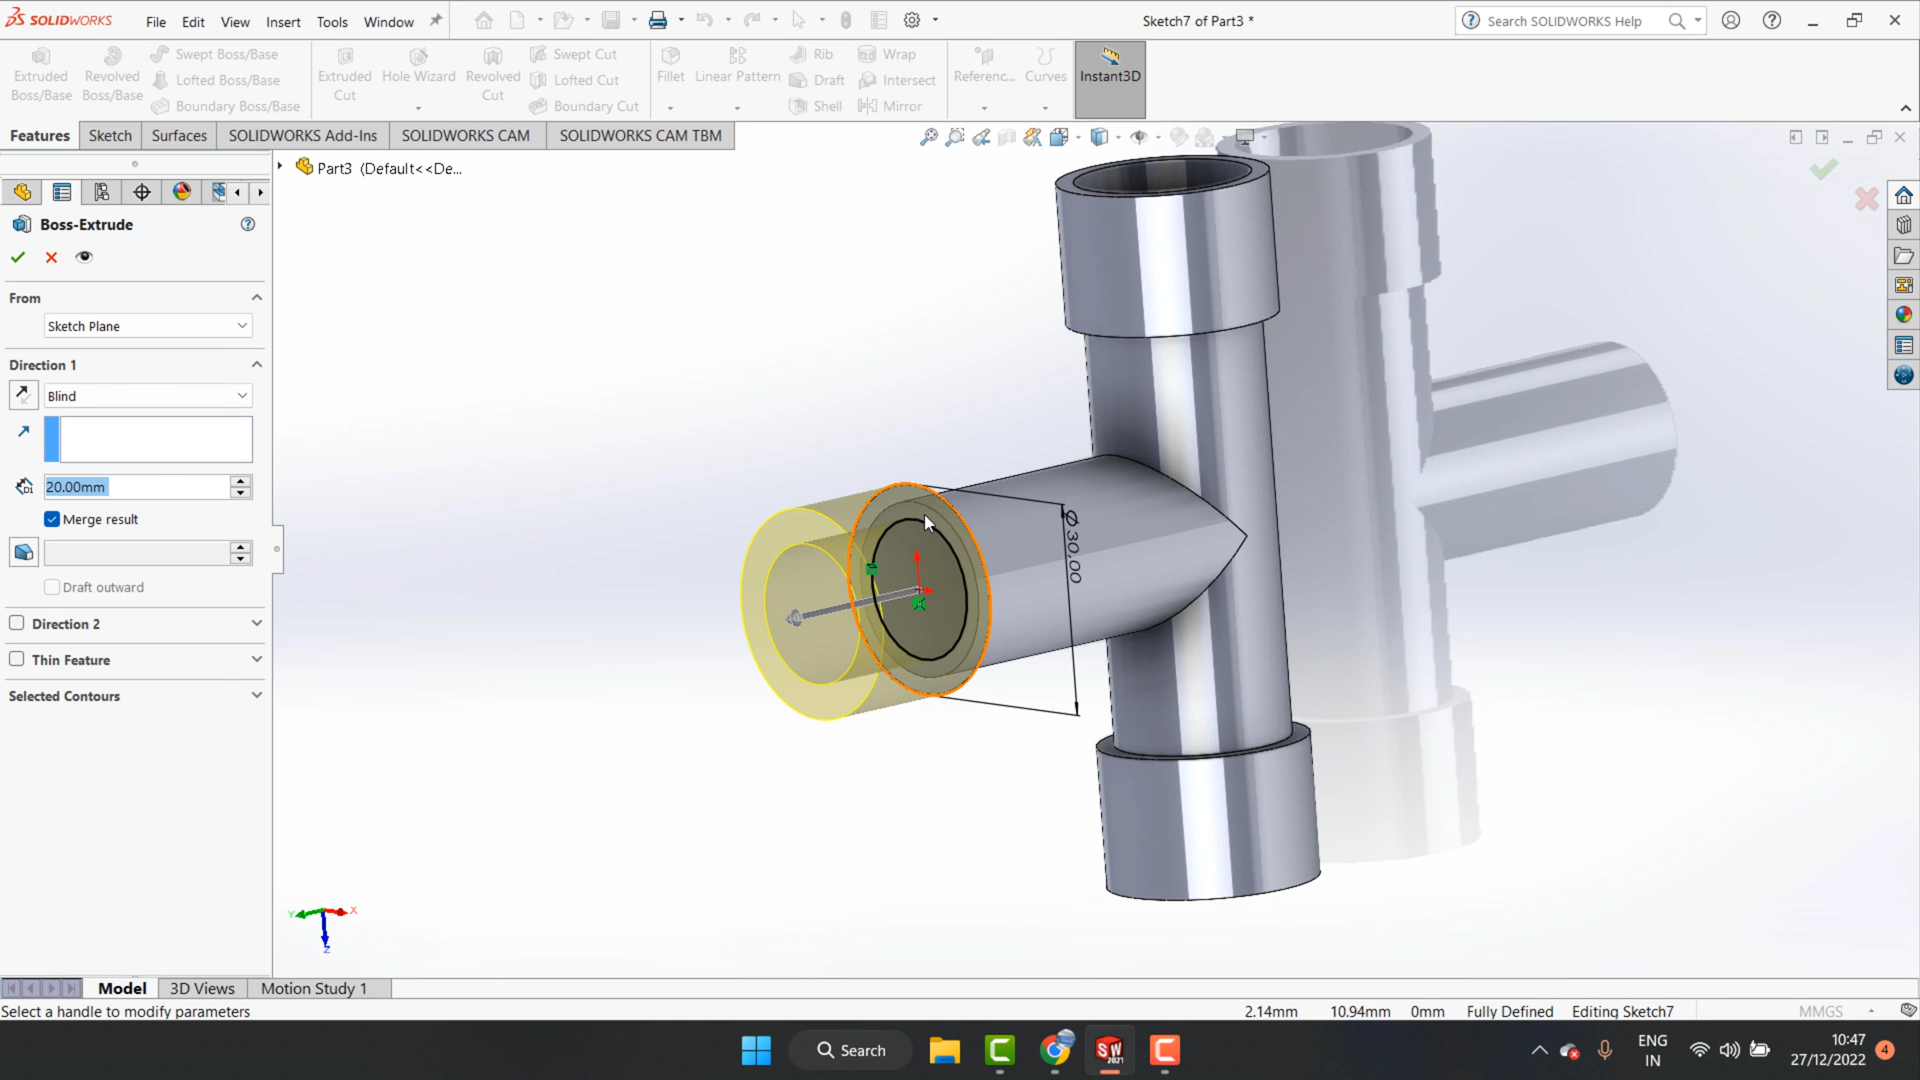 SOLIDWORKS File Edit View Insert Tools Window Sketch7 of Part3 * Search SOLIDWORKS Help
Extruded Boss/Base
Revolved Boss/Base
Swept Boss/Base
Lofted Boss/Base
Boundary Boss/Base
Extruded Cut
Hole Wizard
Revolved Cut
Swept Cut
Lofted Cut
Boundary Cut
Fillet
Linear Pattern
Rib
Draft
Shell
Wrap
Intersect
Mirror
Referenc...
Curves
Instant3D
Features Sketch Surfaces SOLIDWORKS Add-Ins SOLIDWORKS CAM SOLIDWORKS CAM TBM
Part3 (Default<<De...
Boss-Extrude
From
Sketch Plane
Direction 1
Blind
D1 20.00mm
Merge result
Draft outward
Direction 2
Thin Feature
Selected Contours
Ø30,00
Y X
Z
Model 3D Views Motion Study 1
Select a handle to modify parameters 2.14mm 10.94mm 0mm Fully Defined Editing Sketch7 MMGS
Search
SW
2021
ENG
IN
10:47
27/12/2022
4